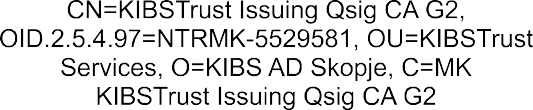 CN=KIBSTrust Issuing Qsig CA G2,
OID.2.5.4.97=NTRMK-5529581, OU=KIBSTrust
Services, O=KIBS AD Skopje, C=MK
KIBSTrust Issuing Qsig CA G2